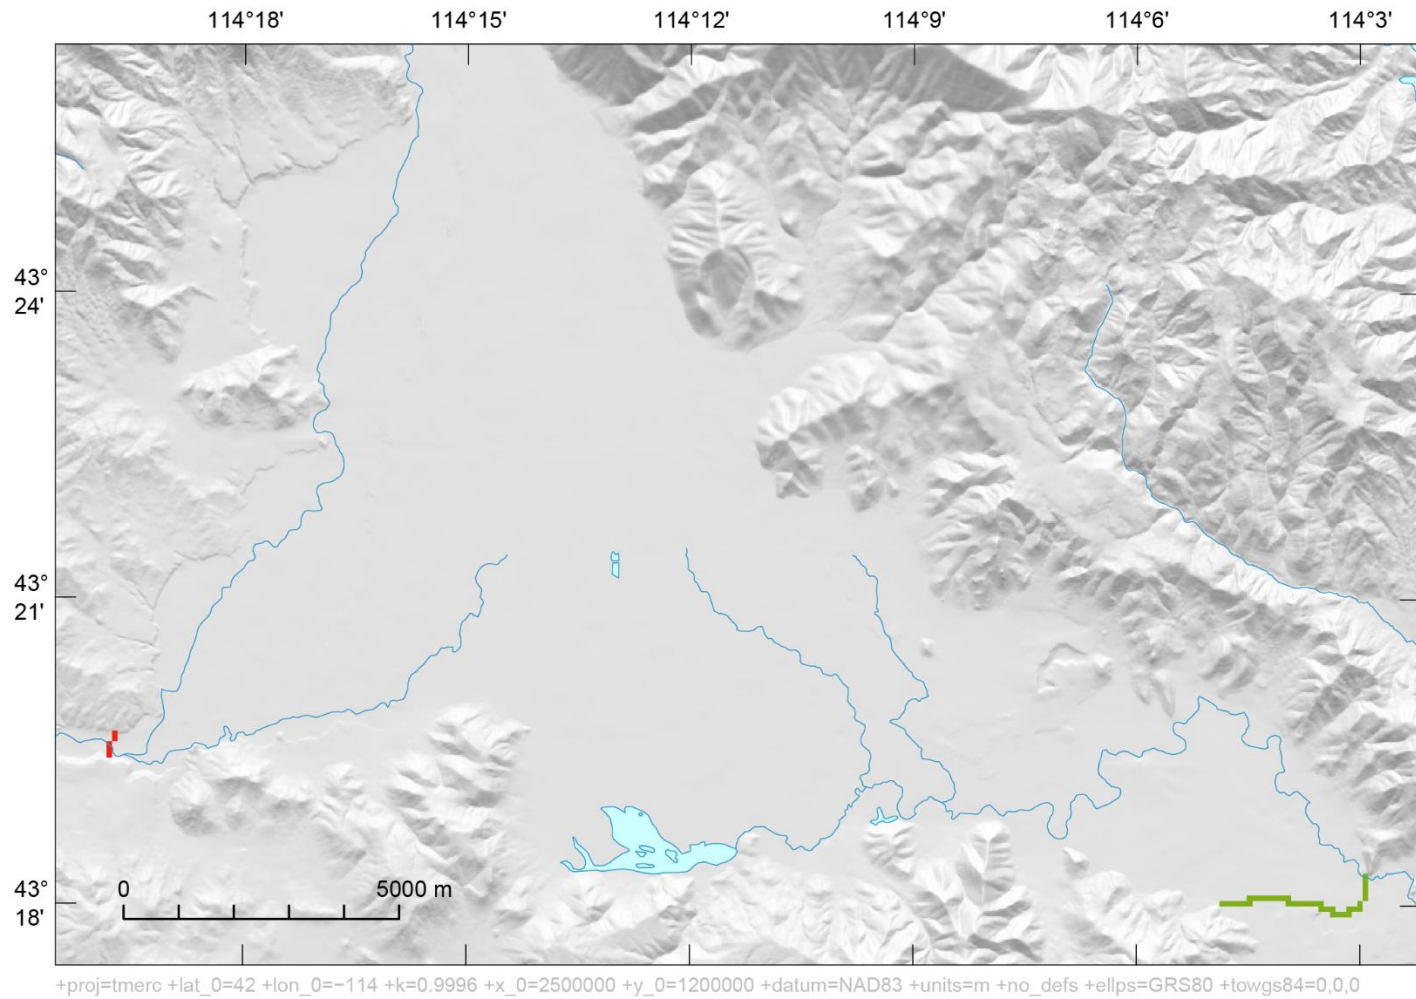 114°18' 114°15' 114°12' 114°9' 114°6' 114°3'
43°
24'
43°
21'
43°
18'
0 5000 m
+proj=tmerc +lat_0=42 +lon_0=−114 +k=0.9996 +x_0=2500000 +y_0=1200000 +datum=NAD83 +units=m +no_defs +ellps=GRS80 +towgs84=0,0,0